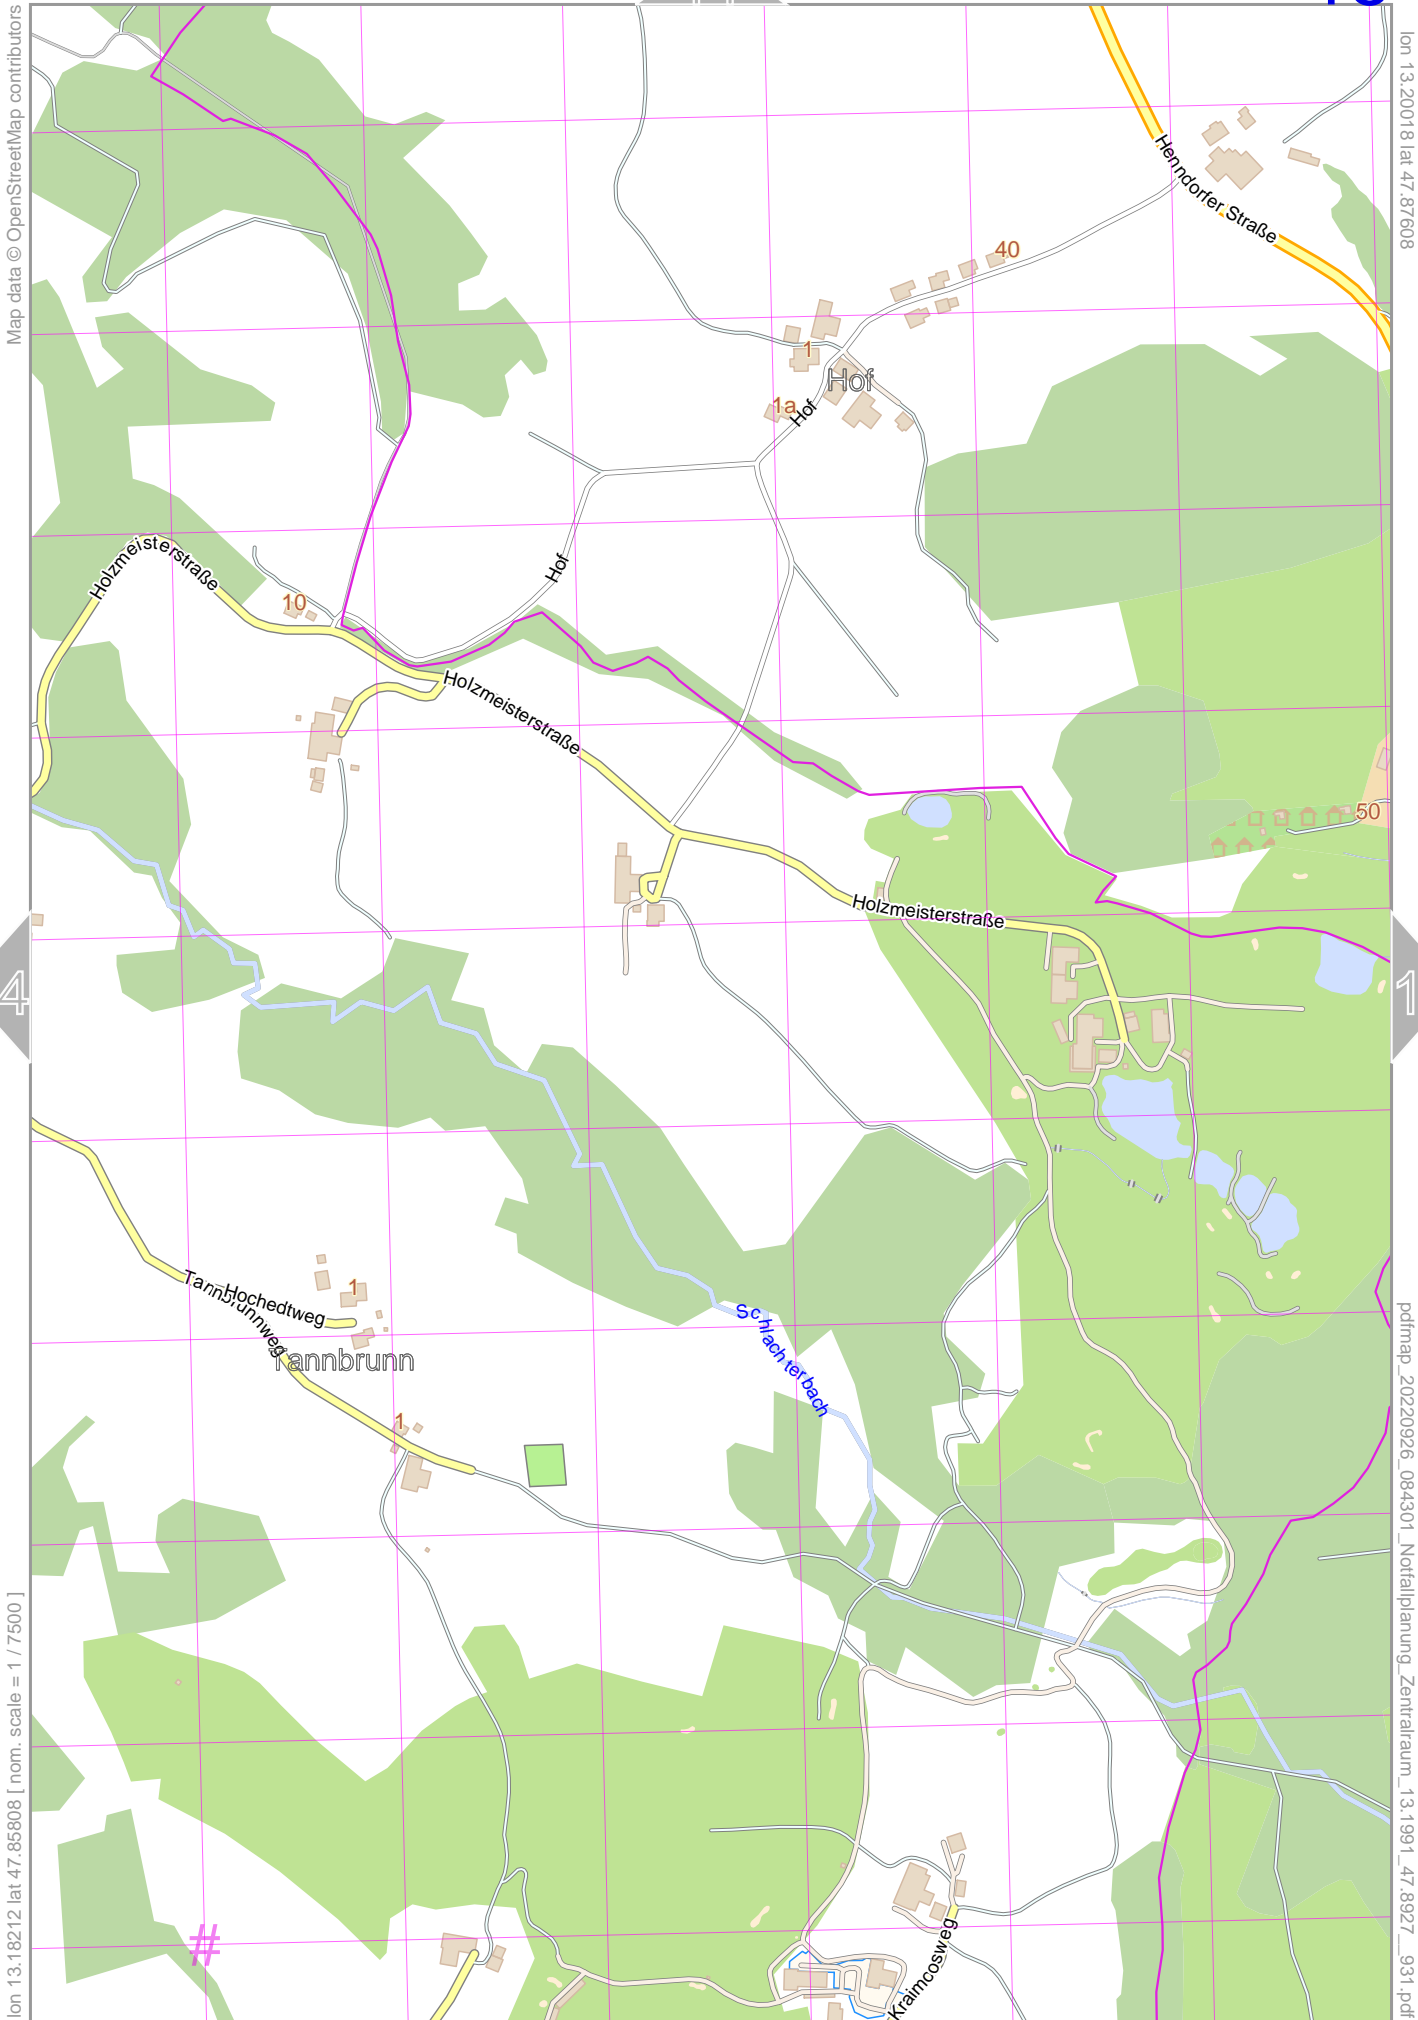 Map data © OpenStreetMap contributors
lon 13.20018 lat 47.87608
Henndorfer Straße
40
1
Hof
1a
Hof
Hof
Holzmeisterstraße
10
Holzmeisterstraße
50
Holzmeisterstraße
4
1
Tannbrunnweg
Hochedtweg
1
Tannbrunn
Schlachterbach
1
#
Kraimcosweg
lon 13.18212 lat 47.85808 [ nom. scale = 1 / 7500 ]
pdfmap_20220926_084301_Notfallplanung_Zentralraum_13.1991_47.8927__931.pdf